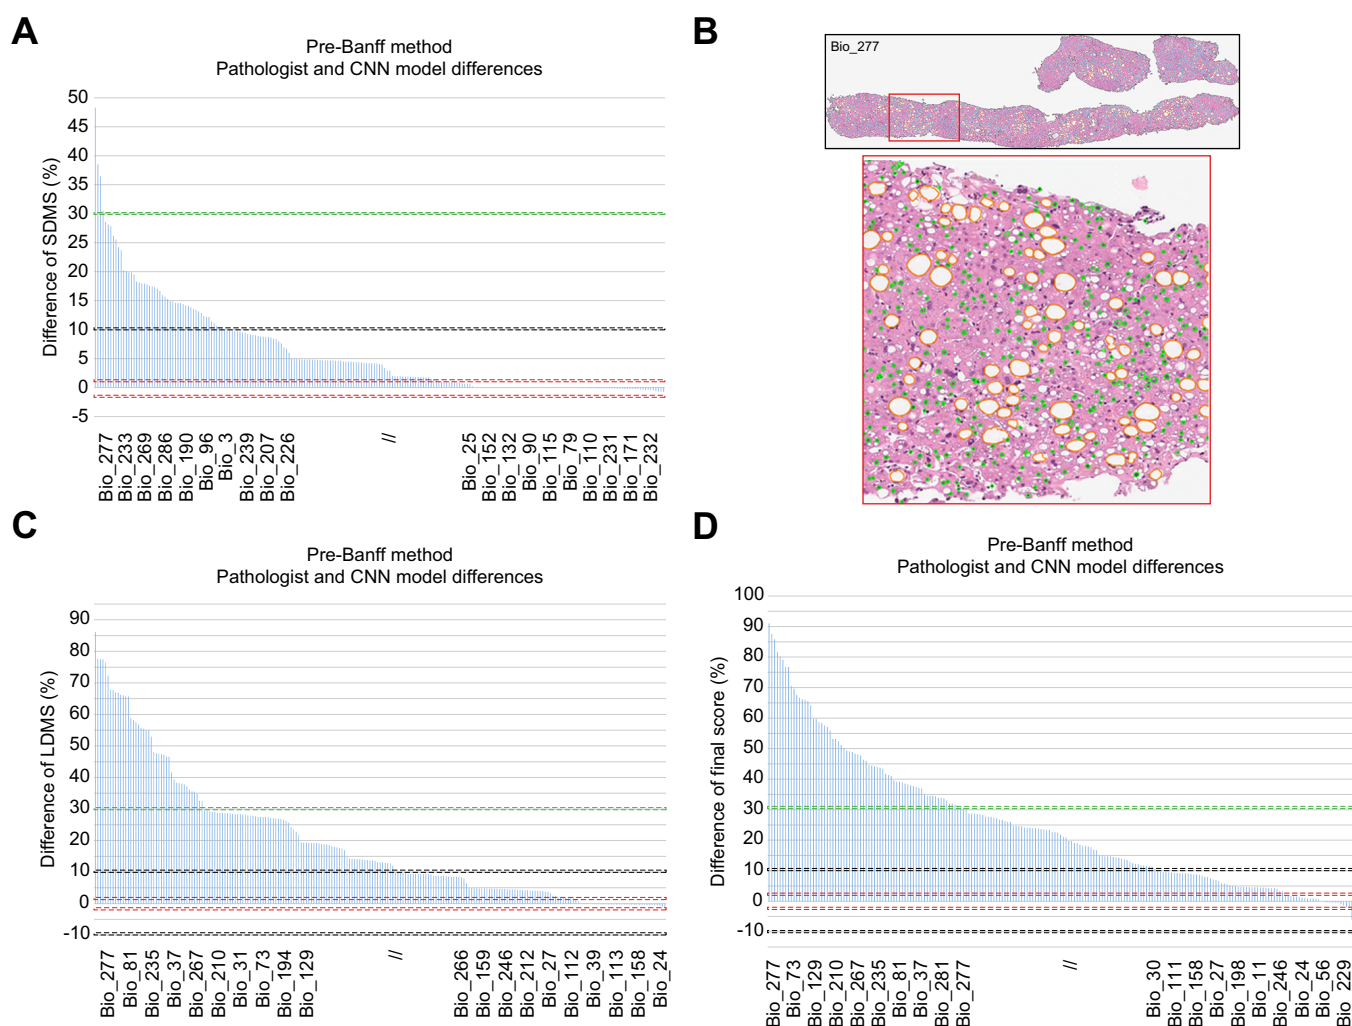 A
Pre-Banff method
Pathologist and CNN model differences
Difference of SDMS (%)
50
45
40
35
30
25
20
15
10
5
0
-5
Bio_277
Bio_233
Bio_269
Bio_286
Bio_190
Bio_96
Bio_3
Bio_239
Bio_207
Bio_226
//
Bio_25
Bio_152
Bio_132
Bio_90
Bio_115
Bio_79
Bio_110
Bio_231
Bio_171
Bio_232
B
Bio_277
C
Pre-Banff method
Pathologist and CNN model differences
Difference of LDMS (%)
90
80
70
60
50
40
30
20
10
0
-10
Bio_277
Bio_81
Bio_235
Bio_37
Bio_267
Bio_210
Bio_31
Bio_73
Bio_194
Bio_129
//
Bio_266
Bio_159
Bio_246
Bio_212
Bio_27
Bio_112
Bio_39
Bio_113
Bio_158
Bio_24
D
Pre-Banff method
Pathologist and CNN model differences
Difference of final score (%)
100
90
80
70
60
50
40
30
20
10
0
-10
Bio_277
Bio_73
Bio_129
Bio_210
Bio_267
Bio_235
Bio_81
Bio_37
Bio_281
Bio_277
//
Bio_30
Bio_111
Bio_158
Bio_27
Bio_198
Bio_11
Bio_246
Bio_24
Bio_56
Bio_229